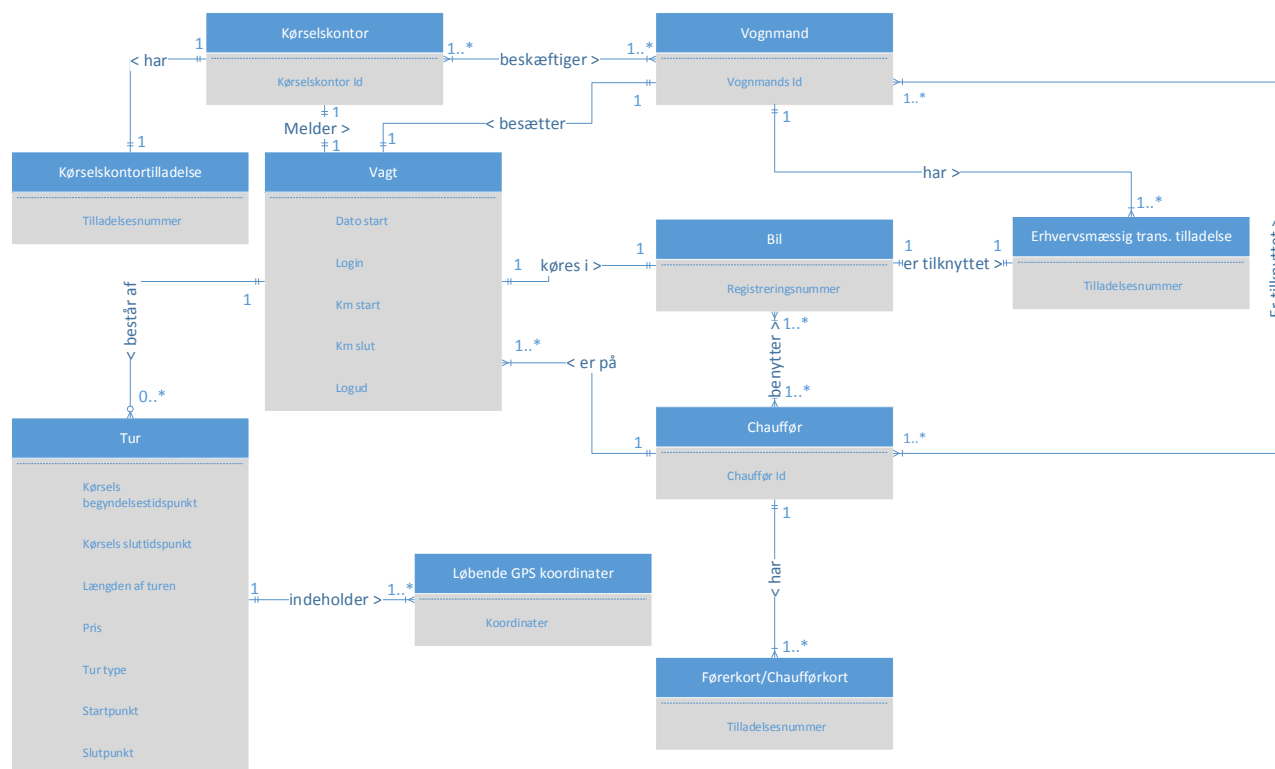 Kørselskontor
Kørselskontor Id
Vognmand
Vognmands Id
1
< har
1
1..*
beskæftiger >
1..*
1
< besætter
1
1
Melder >
1
1..*
1
har >
1..*
Kørselskontortilladelse
Tilladelsesnummer
Vagt
Dato start
Login
Km start
Km slut
Logud
Bil
Registreringsnummer
Erhvervsmæssig trans. tilladelse
Tilladelsesnummer
1
køres i >
1
1
er tilknyttet >
1
Er tilknyttet >
1
< består af
0..*
1..*
< er på
1
1..*
benytter >
1..*
1..*
Chauffør
Chauffør Id
Tur
Kørsels
begyndelsestidspunkt
Kørsels sluttidspunkt
Længden af turen
Pris
Tur type
Startpunkt
Slutpunkt
1
indeholder >
1..*
Løbende GPS koordinater
Koordinater
1
< har
1..*
Førerkort/Chaufførkort
Tilladelsesnummer